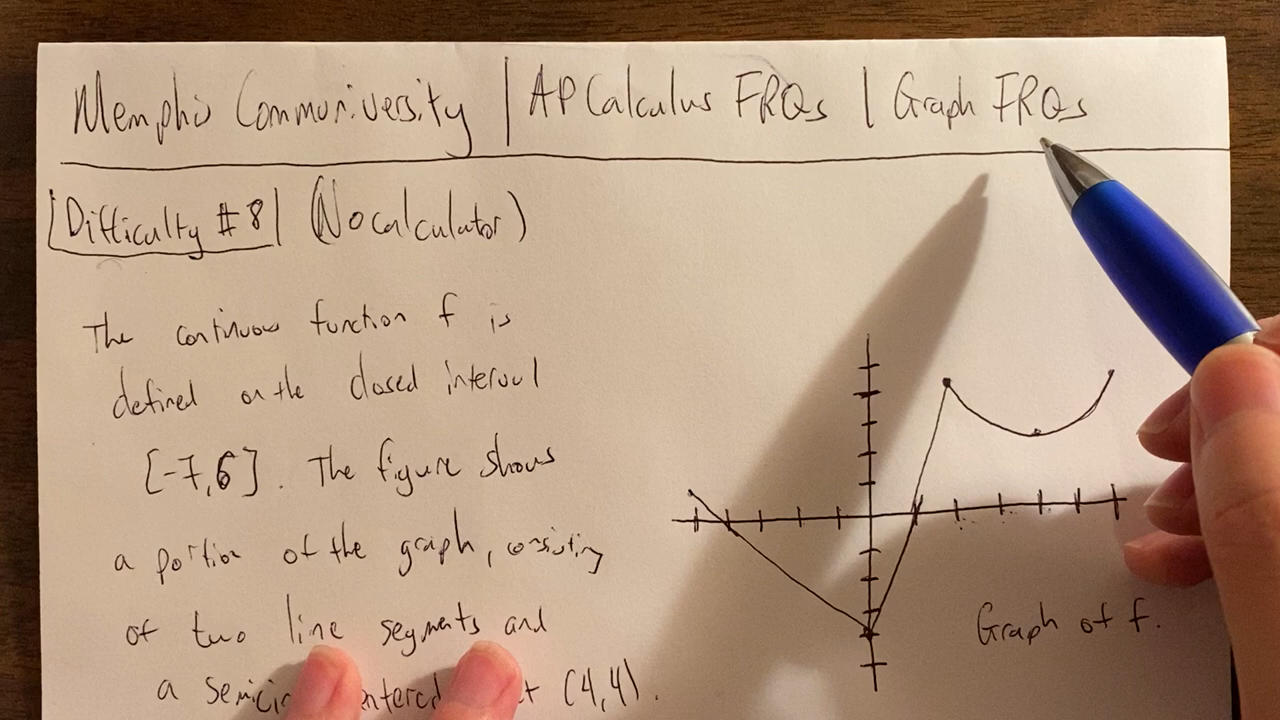 Memphis Communiversity | AP Calculus FRQs | Graph FRQs
Difficulty #8 (No calculator)
The continuous function f is
defined on the closed interval
[-7,6]. The figure shows
a portion of the graph, consisting
of two line segments and
a (4,4).
Graph of f.